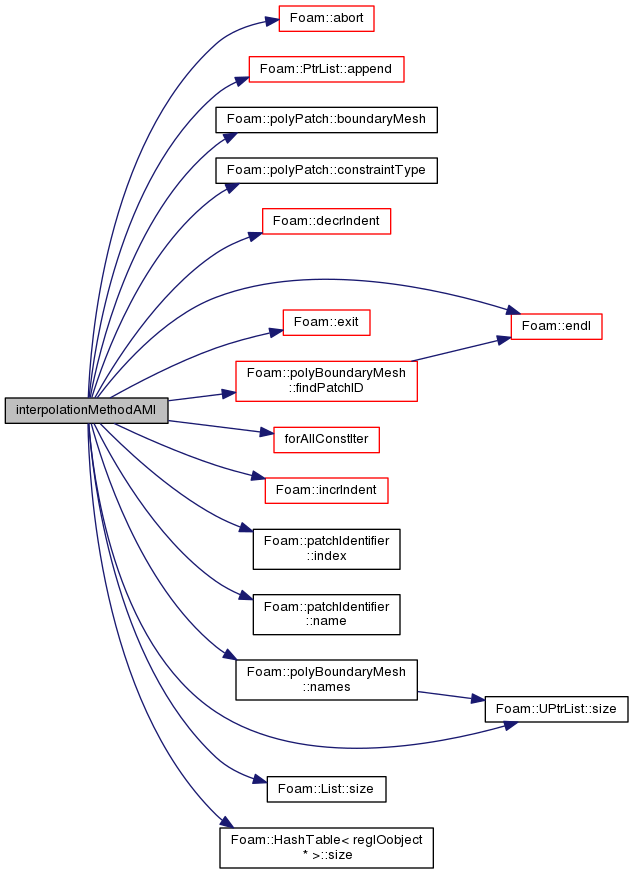 Foam::abort
Foam::PtrList::append
Foam::polyPatch::boundaryMesh
Foam::polyPatch::constraintType
Foam::decrIndent
Foam::endl
Foam::exit
Foam::polyBoundaryMesh
::findPatchID
interpolationMethodAMI
forAllConstIter
Foam::incrIndent
Foam::patchIdentifier
::index
Foam::patchIdentifier
::name
Foam::polyBoundaryMesh
::names
Foam::UPtrList::size
Foam::List::size
Foam::HashTable< regIOobject
* >::size